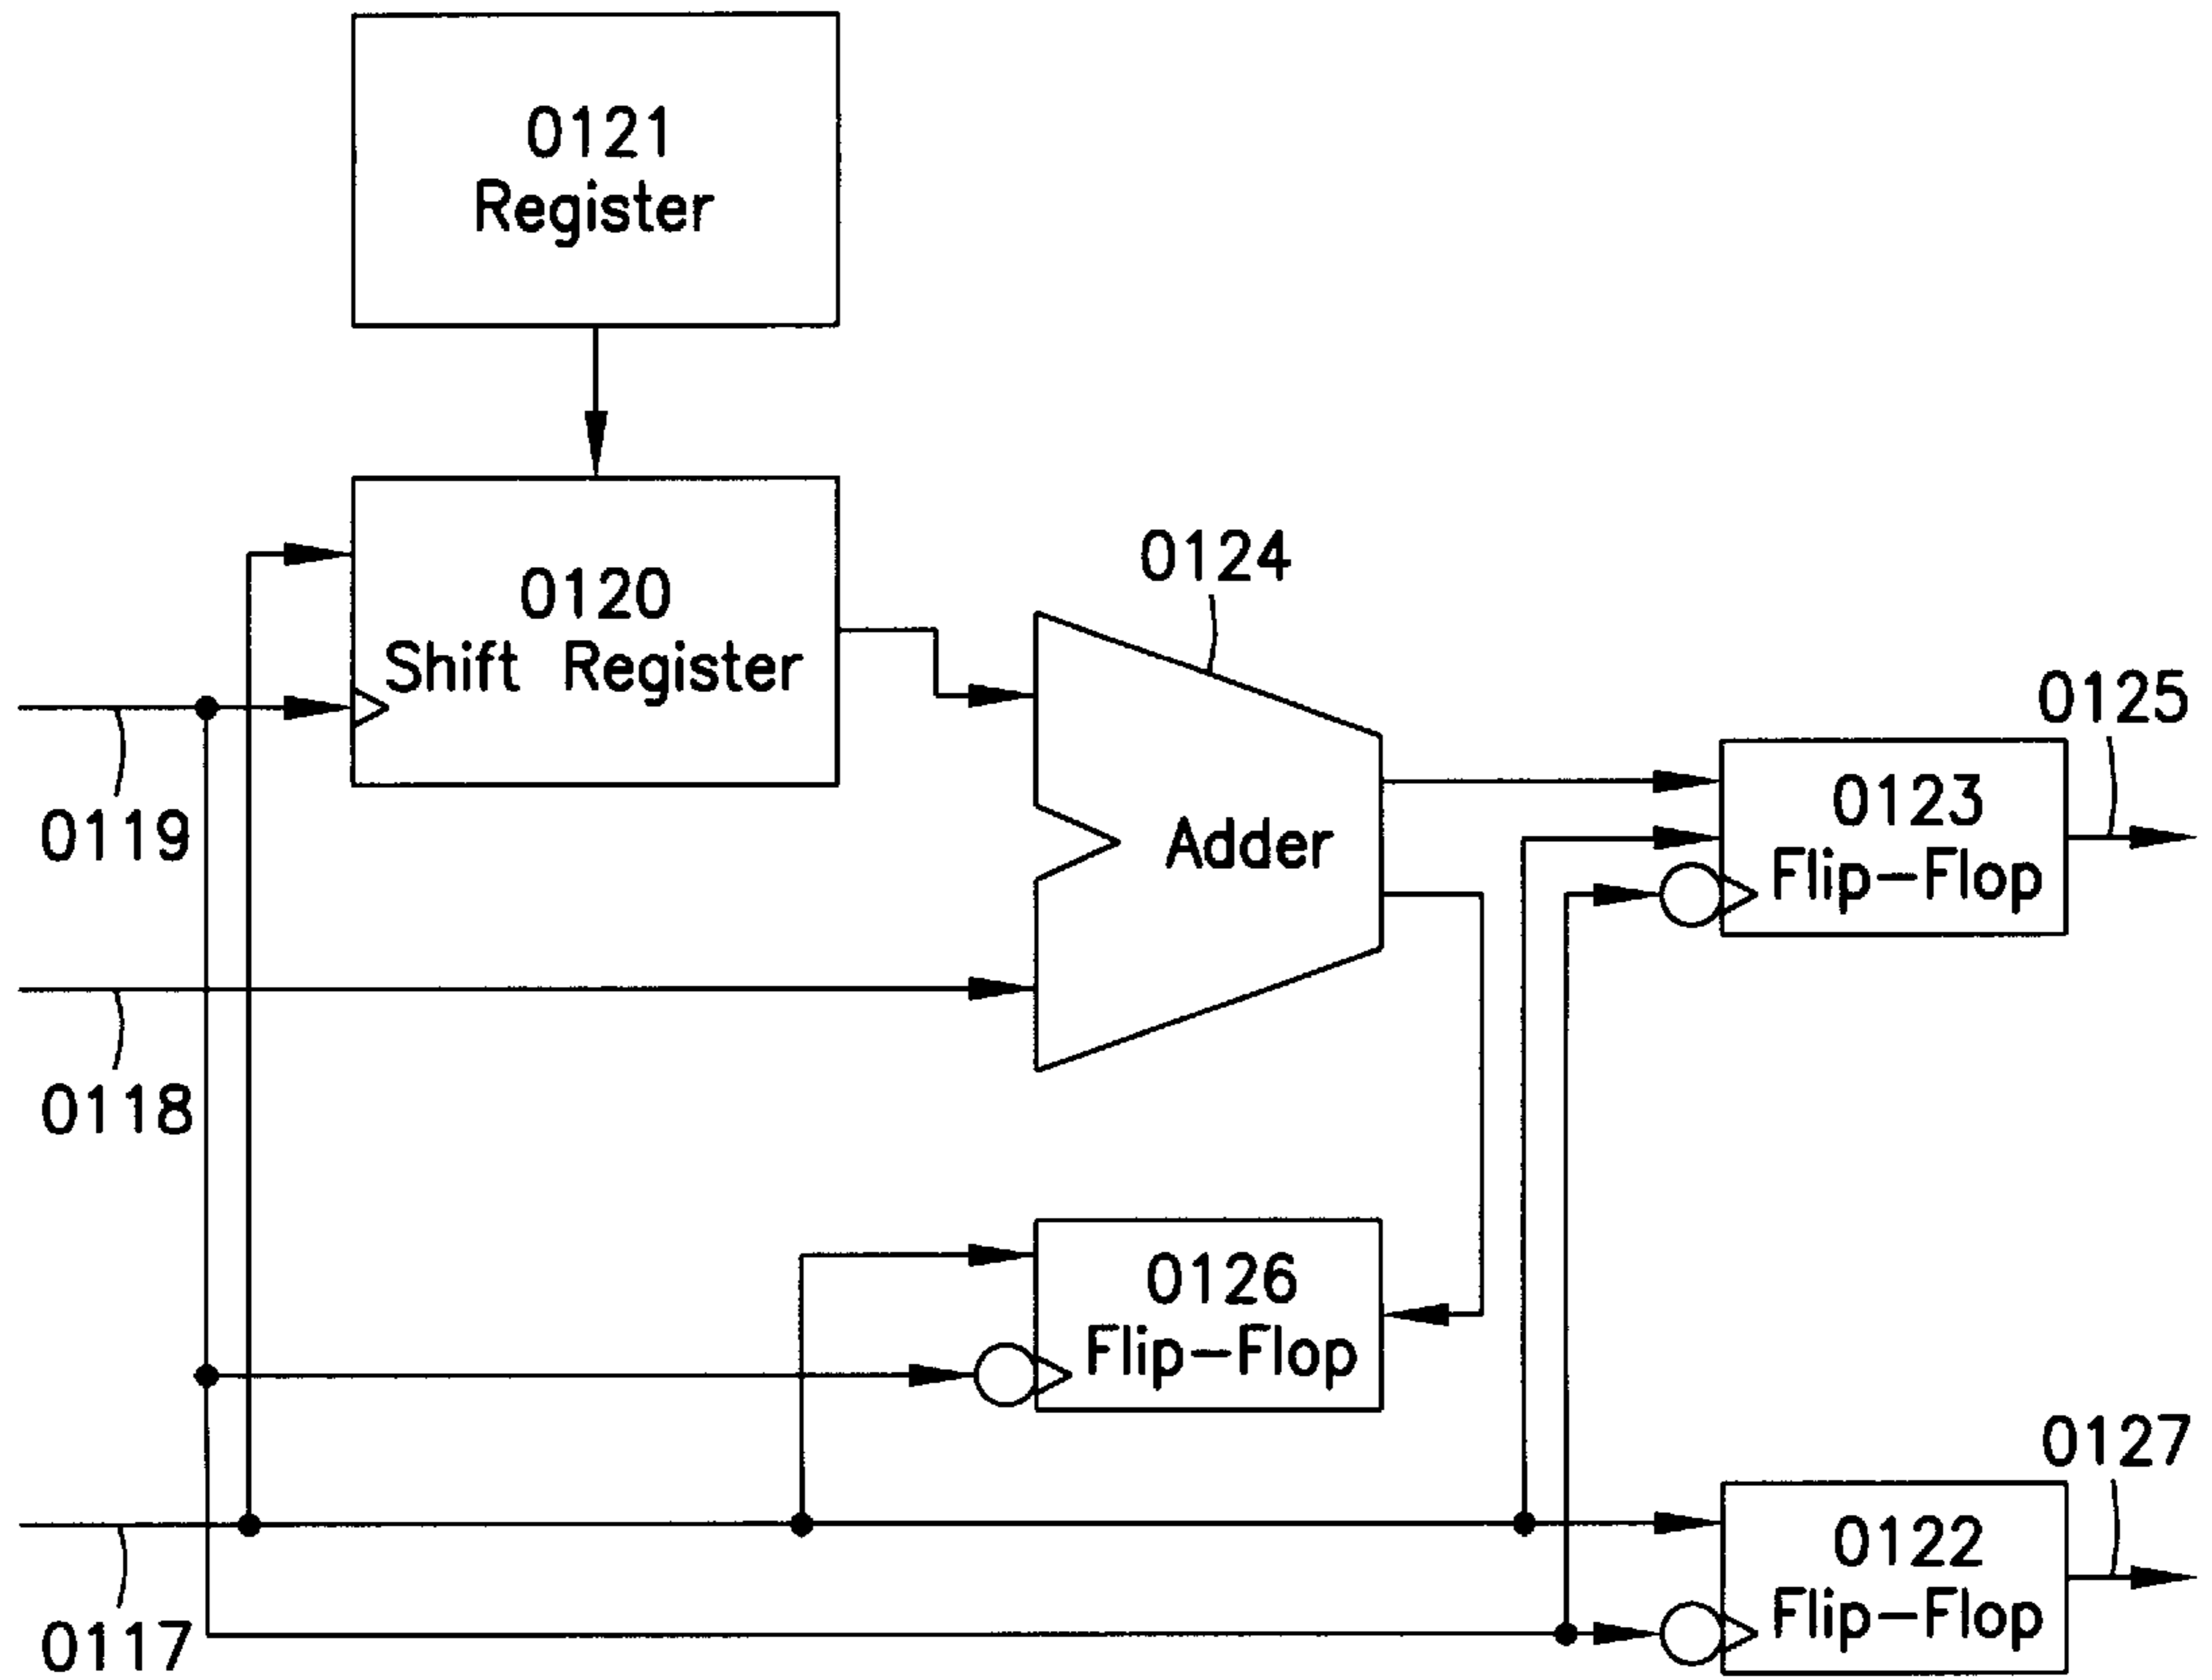 0121
Register
0120
Shift Register
0124
0119
Adder
0125
0123
Flip-Flop
0118
0126
Flip-Flop
0127
0117
0122
Flip-Flop